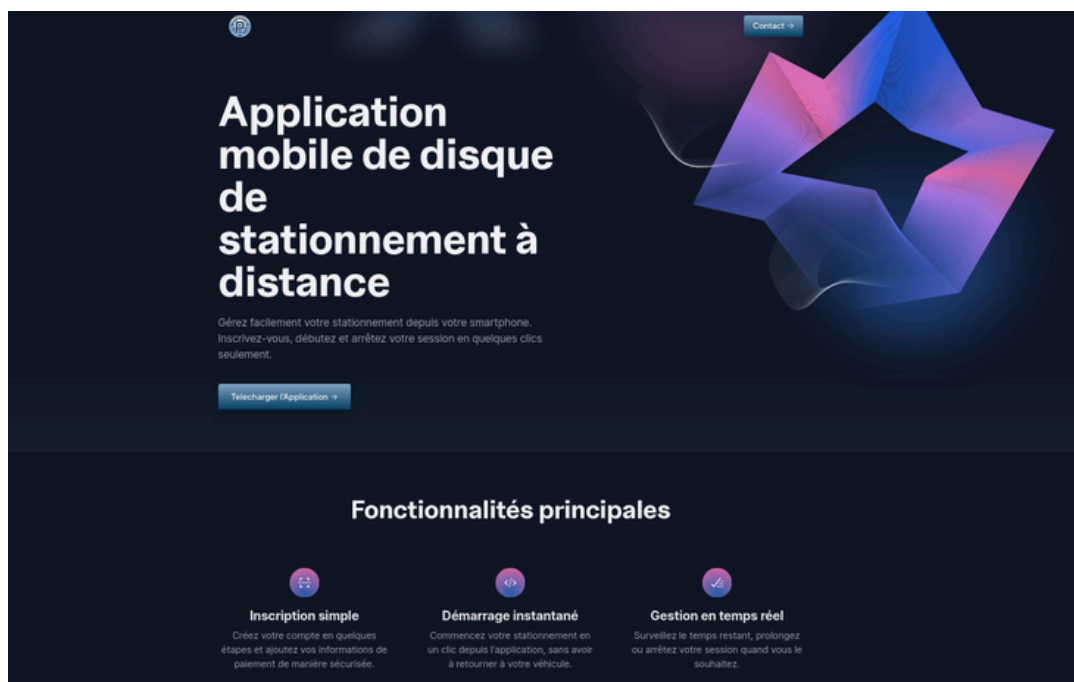 Contact →
Application
mobile de disque
de
stationnement à
distance
Gérez facilement votre stationnement depuis votre smartphone.
Inscrivez-vous, débutez et arrêtez votre session en quelques clics
seulement.
Telecharger l'Application →
Fonctionnalités principales
Inscription simple
Créez votre compte en quelques
étapes et ajoutez vos informations de
paiement de manière sécurisée.
Démarrage instantané
Commencez votre stationnement en
un clic depuis l'application, sans avoir
à retourner à votre véhicule.
Gestion en temps réel
Surveillez le temps restant, prolongez
ou arrêtez votre session quand vous le
souhaitez.